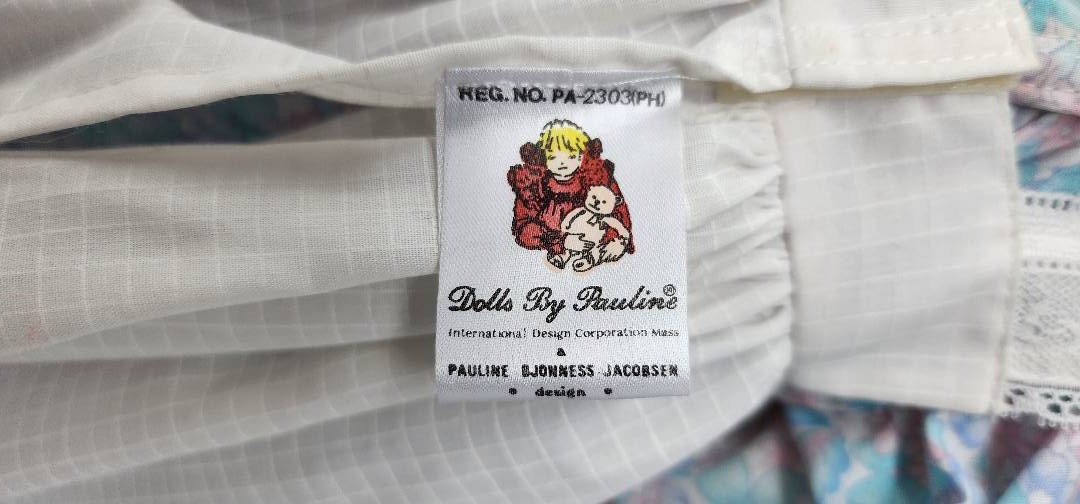 REG. NO. PA-2303(PH)
Dolls By Pauline®
International Design Corporation Mass
a
PAULINE BJONNESS JACOBSEN
• design •